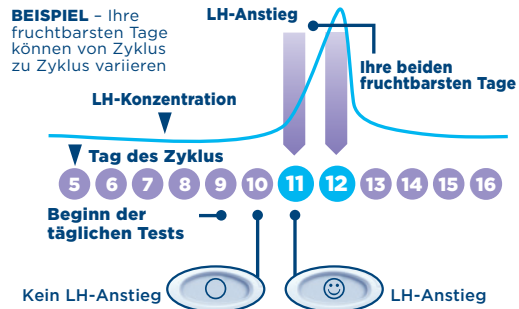 BEISPIEL – Ihre
fruchtbarsten Tage
können von Zyklus
zu Zyklus variieren
LH-Anstieg
Ihre beiden
fruchtbarsten Tage
LH-Konzentration
Tag des Zyklus
5 6 7 8 9 10 11 12 13 14 15 16
Beginn der
täglichen Tests
Kein LH-Anstieg
LH-Anstieg